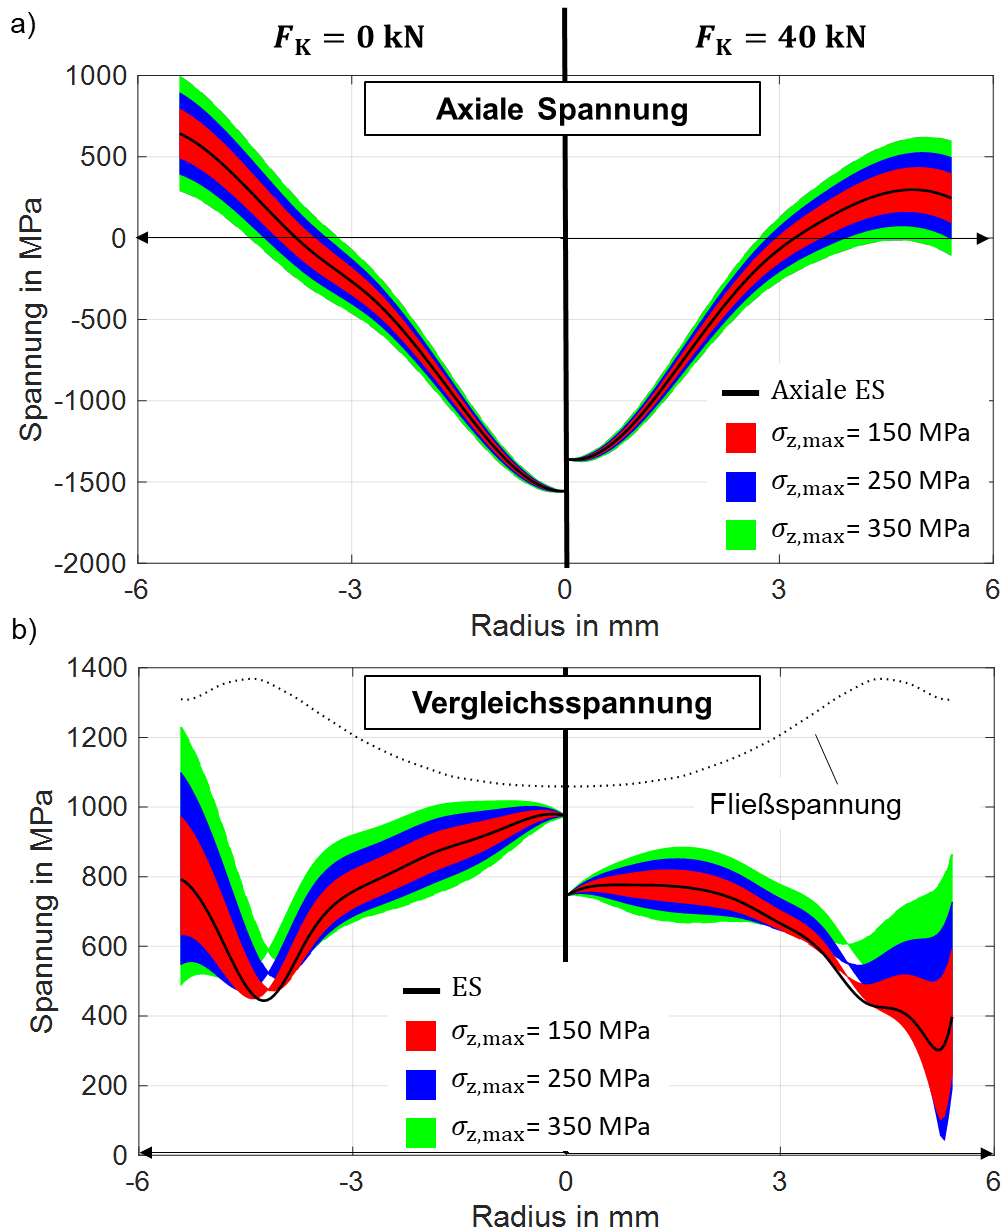 a)
F_K = 0 kN
F_K = 40 kN
Axiale Spannung
1000
500
0
-500
-1000
-1500
-2000
Spannung in MPa
Axiale ES
σ_z,max= 150 MPa
σ_z,max= 250 MPa
σ_z,max= 350 MPa
-6 -3 0 3 6
Radius in mm
b)
Vergleichsspannung
1400
1200
1000
800
600
400
200
0
Spannung in MPa
Fließspannung
ES
σ_z,max= 150 MPa
σ_z,max= 250 MPa
σ_z,max= 350 MPa
-6 -3 0 3 6
Radius in mm